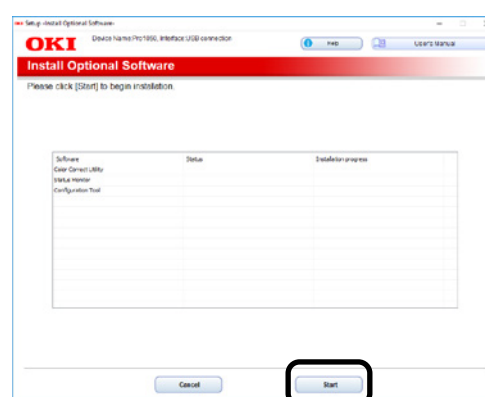 Setup -Install Optional Software-
OKI
Device Name:Pro1050, Interface:USB connection
Help
User's Manual
Install Optional Software
Please click [Start] to begin installation.
Software Status Installation progress
Color Correct Utility
Status Monitor
Configuration Tool
Cancel Start